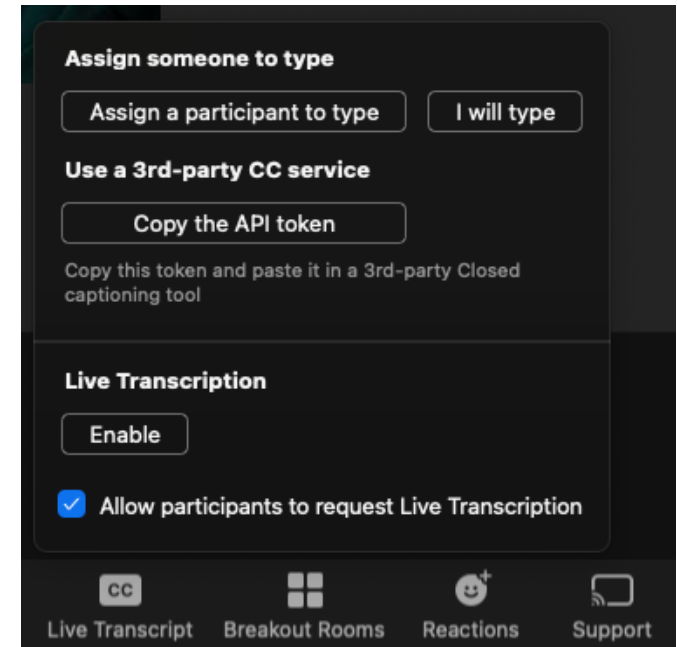 Assign someone to type
Assign a participant to type
I will type
Use a 3rd-party CC service
Copy the API token
Copy this token and paste it in a 3rd-party Closed
captioning tool
Live Transcription
Enable
Allow participants to request Live Transcription
CC
Live Transcript
Breakout Rooms
Reactions
Support